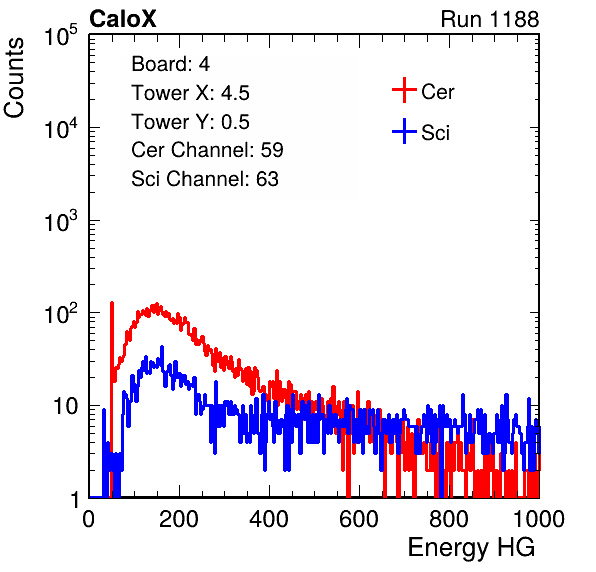 CaloX Run 1188
Counts
Board: 4
Tower X: 4.5
Tower Y: 0.5
Cer Channel: 59
Sci Channel: 63
Cer
Sci
10^5
10^4
10^3
10^2
10
1
0 200 400 600 800 1000
Energy HG